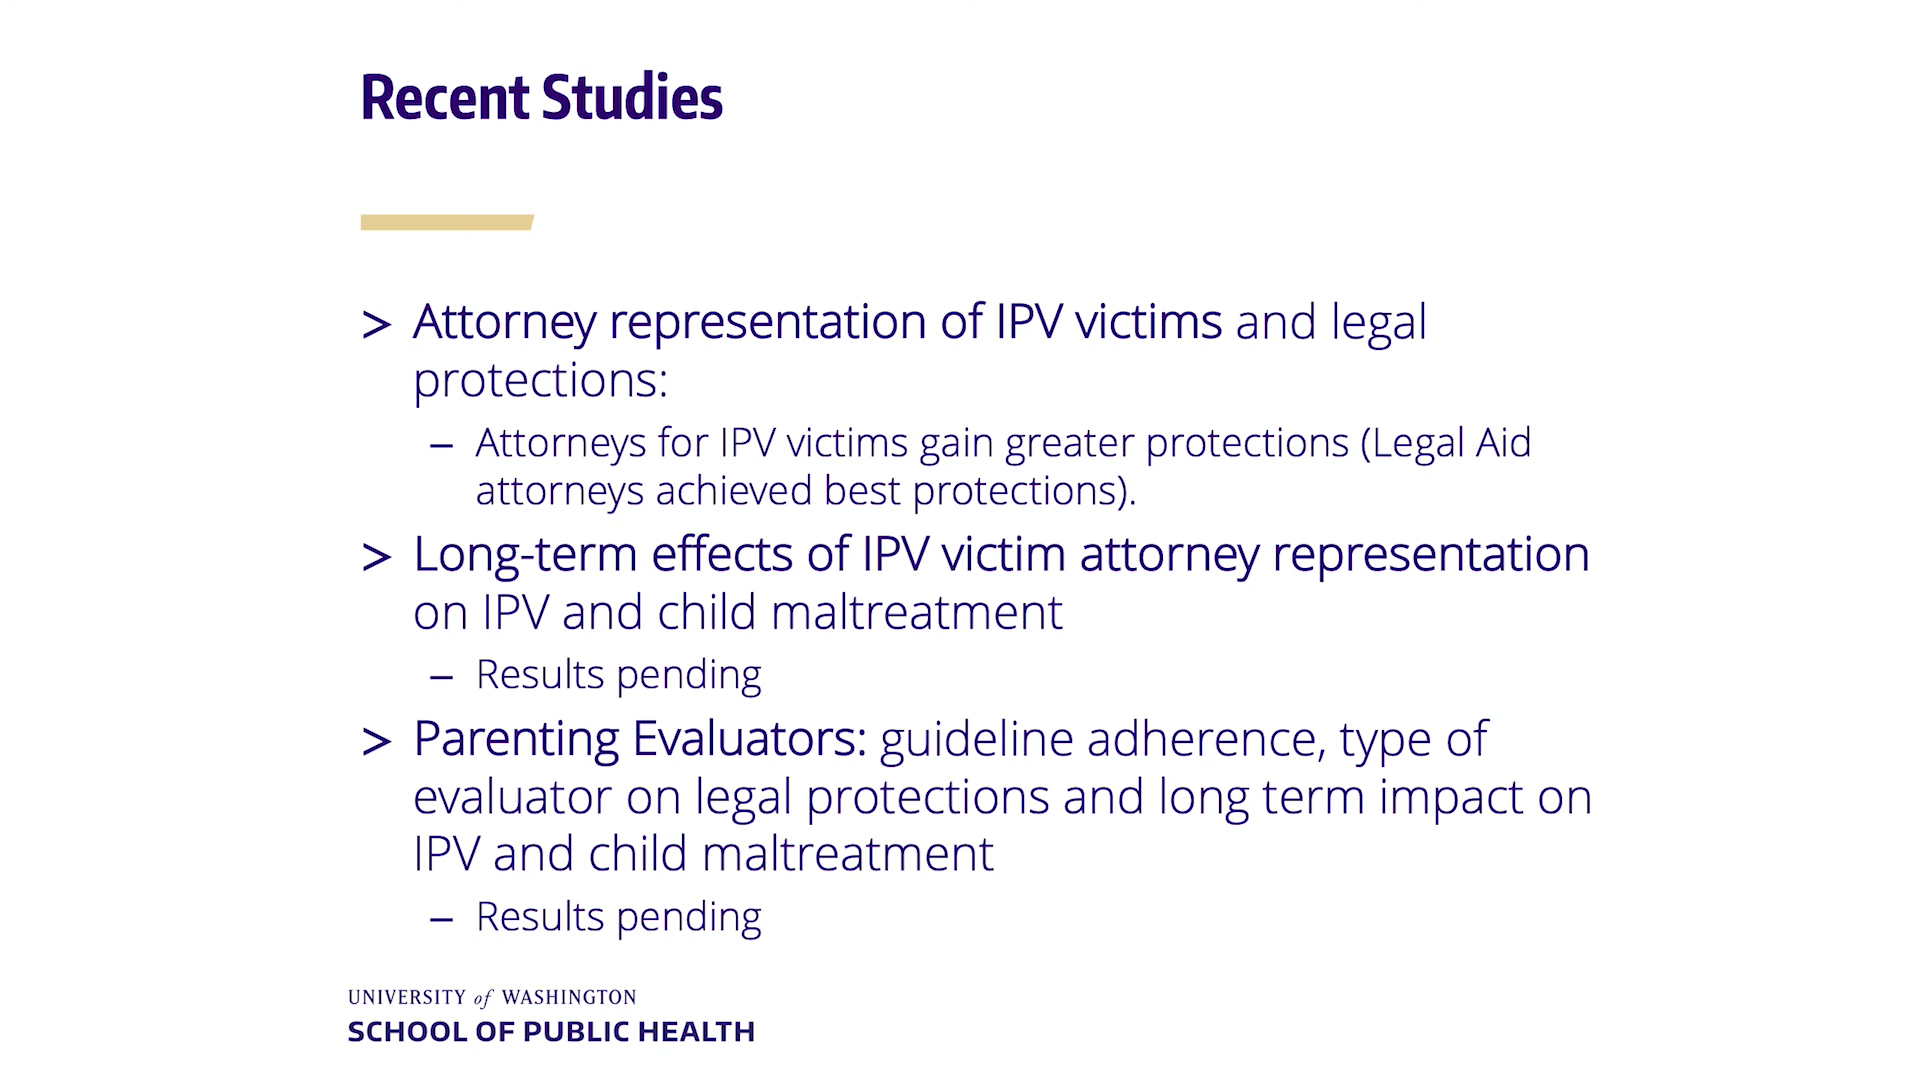 Recent Studies
> Attorney representation of IPV victims and legal
protections:
– Attorneys for IPV victims gain greater protections (Legal Aid
attorneys achieved best protections).
> Long-term effects of IPV victim attorney representation
on IPV and child maltreatment
– Results pending
> Parenting Evaluators: guideline adherence, type of
evaluator on legal protections and long term impact on
IPV and child maltreatment
– Results pending
UNIVERSITY of WASHINGTON
SCHOOL OF PUBLIC HEALTH